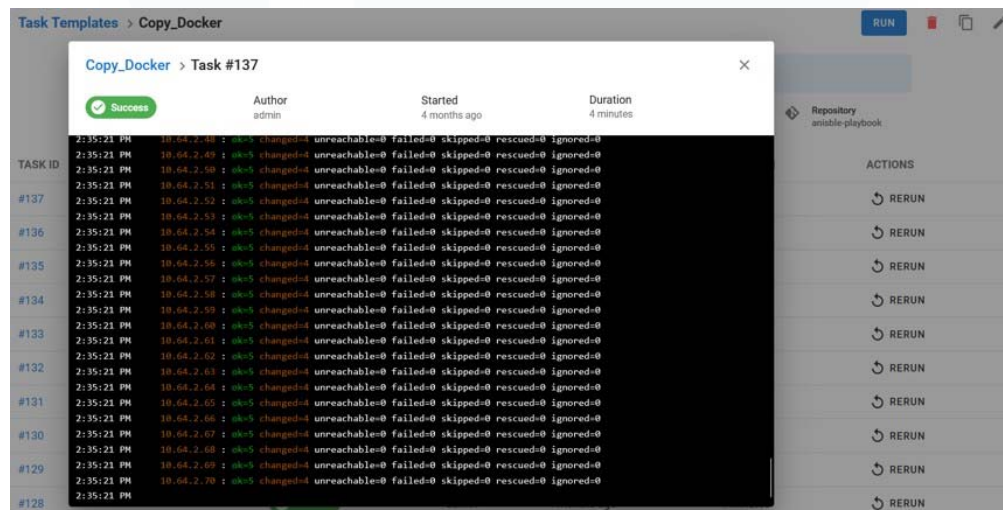 Task Templates > Copy_Docker
RUN
Copy_Docker > Task #137
Success
Author
admin
Started
4 months ago
Duration
4 minutes
Repository
anisble-playbook
TASK ID
ACTIONS
2:35:21 PM 10.64.2.48 : ok=5 changed=4 unreachable=0 failed=0 skipped=0 rescued=0 ignored=0
2:35:21 PM 10.64.2.49 : ok=5 changed=4 unreachable=0 failed=0 skipped=0 rescued=0 ignored=0
2:35:21 PM 10.64.2.50 : ok=5 changed=4 unreachable=0 failed=0 skipped=0 rescued=0 ignored=0
2:35:21 PM 10.64.2.51 : ok=5 changed=4 unreachable=0 failed=0 skipped=0 rescued=0 ignored=0
2:35:21 PM 10.64.2.52 : ok=5 changed=4 unreachable=0 failed=0 skipped=0 rescued=0 ignored=0
2:35:21 PM 10.64.2.53 : ok=5 changed=4 unreachable=0 failed=0 skipped=0 rescued=0 ignored=0
2:35:21 PM 10.64.2.54 : ok=5 changed=4 unreachable=0 failed=0 skipped=0 rescued=0 ignored=0
2:35:21 PM 10.64.2.55 : ok=5 changed=4 unreachable=0 failed=0 skipped=0 rescued=0 ignored=0
2:35:21 PM 10.64.2.56 : ok=5 changed=4 unreachable=0 failed=0 skipped=0 rescued=0 ignored=0
2:35:21 PM 10.64.2.57 : ok=5 changed=4 unreachable=0 failed=0 skipped=0 rescued=0 ignored=0
2:35:21 PM 10.64.2.58 : ok=5 changed=4 unreachable=0 failed=0 skipped=0 rescued=0 ignored=0
2:35:21 PM 10.64.2.59 : ok=5 changed=4 unreachable=0 failed=0 skipped=0 rescued=0 ignored=0
2:35:21 PM 10.64.2.60 : ok=5 changed=4 unreachable=0 failed=0 skipped=0 rescued=0 ignored=0
2:35:21 PM 10.64.2.61 : ok=5 changed=4 unreachable=0 failed=0 skipped=0 rescued=0 ignored=0
2:35:21 PM 10.64.2.62 : ok=5 changed=4 unreachable=0 failed=0 skipped=0 rescued=0 ignored=0
2:35:21 PM 10.64.2.63 : ok=5 changed=4 unreachable=0 failed=0 skipped=0 rescued=0 ignored=0
2:35:21 PM 10.64.2.64 : ok=5 changed=4 unreachable=0 failed=0 skipped=0 rescued=0 ignored=0
2:35:21 PM 10.64.2.65 : ok=5 changed=4 unreachable=0 failed=0 skipped=0 rescued=0 ignored=0
2:35:21 PM 10.64.2.66 : ok=5 changed=4 unreachable=0 failed=0 skipped=0 rescued=0 ignored=0
2:35:21 PM 10.64.2.67 : ok=5 changed=4 unreachable=0 failed=0 skipped=0 rescued=0 ignored=0
2:35:21 PM 10.64.2.68 : ok=5 changed=4 unreachable=0 failed=0 skipped=0 rescued=0 ignored=0
2:35:21 PM 10.64.2.69 : ok=5 changed=4 unreachable=0 failed=0 skipped=0 rescued=0 ignored=0
2:35:21 PM 10.64.2.70 : ok=5 changed=4 unreachable=0 failed=0 skipped=0 rescued=0 ignored=0
2:35:21 PM
#137 RERUN
#136 RERUN
#135 RERUN
#134 RERUN
#133 RERUN
#132 RERUN
#131 RERUN
#130 RERUN
#129 RERUN
#128 RERUN